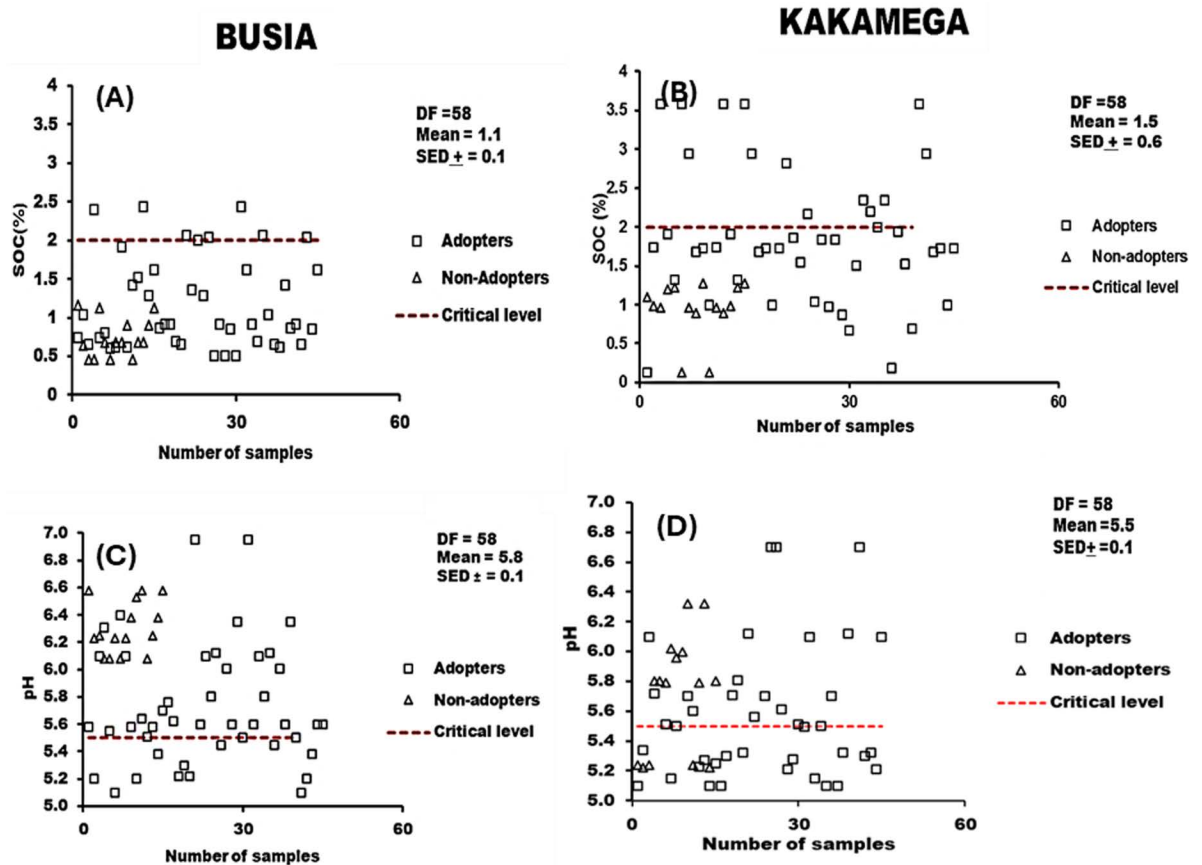 BUSIA
KAKAMEGA
(A)
4
3.5
3
2.5
2
1.5
1
0.5
0
SOC(%)
0
30
60
Number of samples
DF =58
Mean = 1.1
SED ± = 0.1
Adopters
Non-Adopters
Critical level
(B)
4
3.5
3
2.5
2
1.5
1
0.5
0
SOC (%)
0
30
60
Number of samples
DF =58
Mean = 1.5
SED ± = 0.6
Adopters
Non-adopters
Critical level
(C)
7.0
6.8
6.6
6.4
6.2
6.0
5.8
5.6
5.4
5.2
5.0
pH
0
30
60
Number of samples
DF = 58
Mean = 5.8
SED ± = 0.1
Adopters
Non-adopters
Critical level
(D)
7.0
6.8
6.6
6.4
6.2
6.0
5.8
5.6
5.4
5.2
5.0
pH
0
30
60
Number of samples
DF = 58
Mean =5.5
SED± =0.1
Adopters
Non-adopters
Critical level